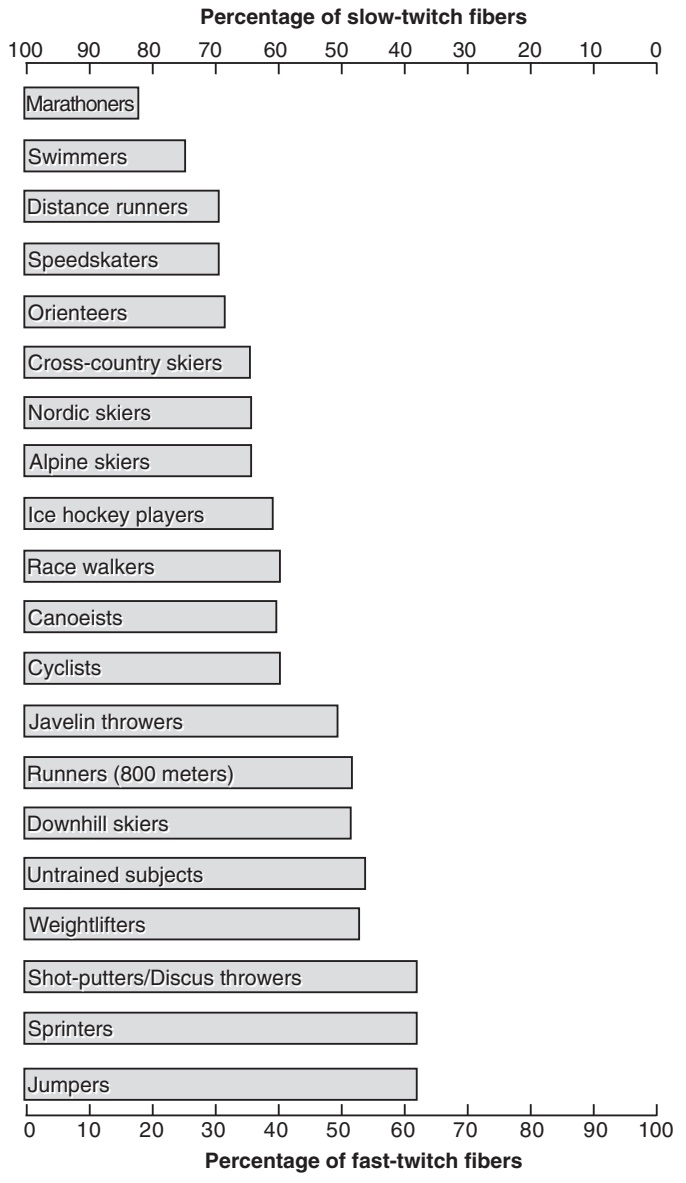 Percentage of slow-twitch fibers
100 90 80 70 60 50 40 30 20 10 0
Marathoners
Swimmers
Distance runners
Speedskaters
Orienteers
Cross-country skiers
Nordic skiers
Alpine skiers
Ice hockey players
Race walkers
Canoeists
Cyclists
Javelin throwers
Runners (800 meters)
Downhill skiers
Untrained subjects
Weightlifters
Shot-putters/Discus throwers
Sprinters
Jumpers
0 10 20 30 40 50 60 70 80 90 100
Percentage of fast-twitch fibers